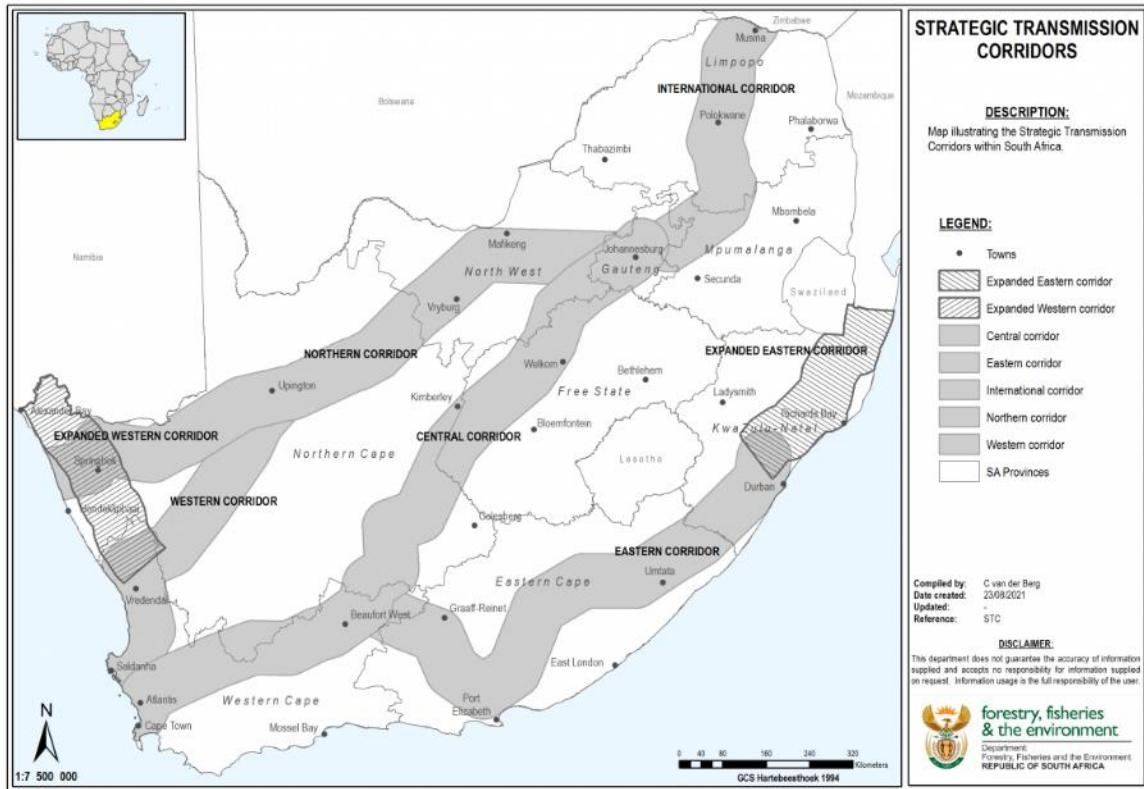 Zimbabwe
Musina
Limpopo
INTERNATIONAL CORRIDOR
Botswana
Mozambique
Polokwane
Phalaborwa
Thabazimbi
Mbombela
Mafikeng
Johannesburg
Mpumalanga
Namibia
North West
Gauteng
Secunda
Swaziland
Vryburg
NORTHERN CORRIDOR
EXPANDED EASTERN CORRIDOR
Welkom
Bethlehem
Upington
Free State
Kimberley
Ladysmith
Alexander Bay
Richards Bay
EXPANDED WESTERN CORRIDOR
CENTRAL CORRIDOR
Bloemfontein
KwaZulu-Natal
Northern Cape
Springbok
Lesotho
WESTERN CORRIDOR
Durban
Hondeklipbaai
Colesberg
EASTERN CORRIDOR
Eastern Cape
Umtata
Vredendal
Beaufort West
Graaff-Reinet
Saldanha
East London
Atlantis
Western Cape
Port
Elizabeth
Cape Town
Mossel Bay
N
1:7 500 000
0 40 80 160 240 320
Kilometers
GCS Hartebeesthoek 1994
STRATEGIC TRANSMISSION
CORRIDORS
DESCRIPTION:
Map illustrating the Strategic Transmission
Corridors within South Africa.
LEGEND:
Towns
Expanded Eastern corridor
Expanded Western corridor
Central corridor
Eastern corridor
International corridor
Northern corridor
Western corridor
SA Provinces
Compiled by: C van der Berg
Date created: 23/08/2021
Updated: -
Reference: STC
DISCLAIMER:
This department does not guarantee the accuracy of information
supplied and accepts no responsibility for information supplied
on request. Information usage is the full responsibility of the user.
forestry, fisheries
& the environment
Department:
Forestry, Fisheries and the Environment
REPUBLIC OF SOUTH AFRICA